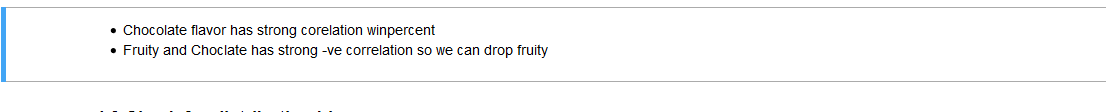 • Chocolate flavor has strong corelation winpercent
• Fruity and Choclate has strong -ve correlation so we can drop fruity